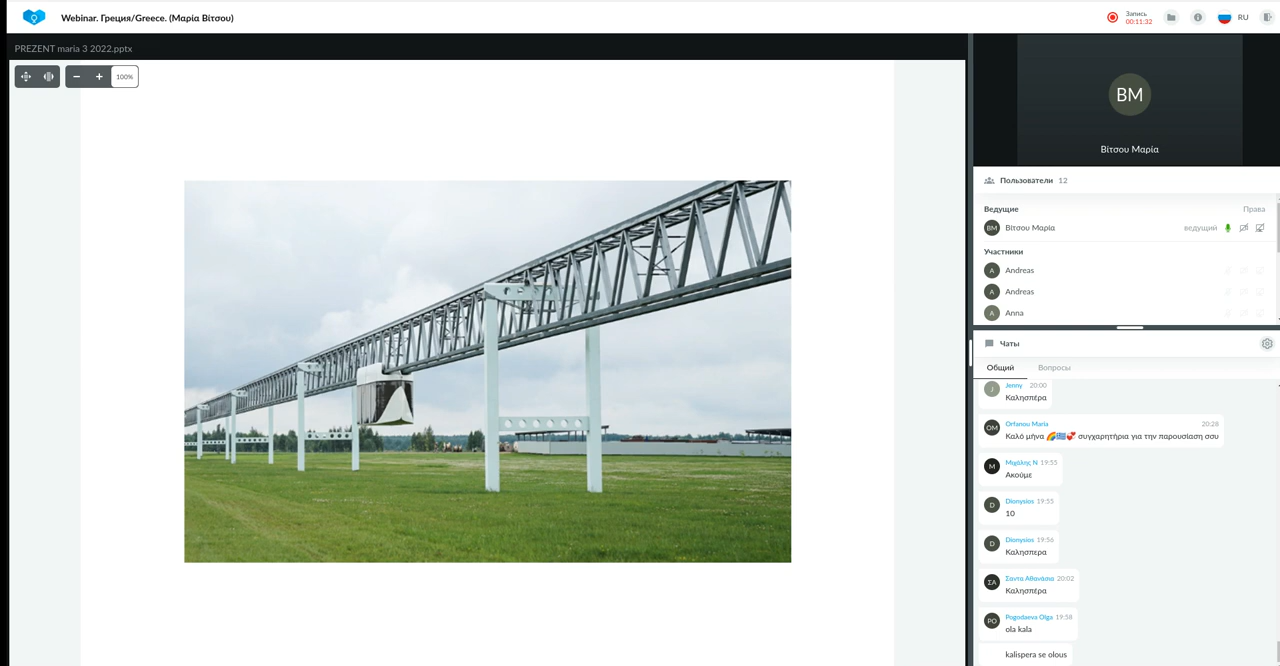 Webinar. Греция/Greece. (Μαρία Βίτσου)
Запись
00:11:32
RU
PREZENT maria 3 2022.pptx
100%
BM
Βίτσου Μαρία
Пользователи 12
Ведущие Права
BM Βίτσου Μαρία ведущий
Участники
A Andreas
A Andreas
A Anna
Чаты
Общий Вопросы
J Jenny 20:00
Καλησπέρα
OM Orfanou Maria 20:26
Καλό μήνα 🌈🇬🇷💞 συγχαρητήρια για την παρουσίαση σου
M Μιχάλης Ν 19:55
Ακούμε
D Dionysios 19:55
10
D Dionysios 19:56
Καλησπερα
ΣΑ Σαντα Αθανάσια 20:02
Καλησπέρα
PO Pogodaeva Olga 19:58
ola kala
kalispera se olous